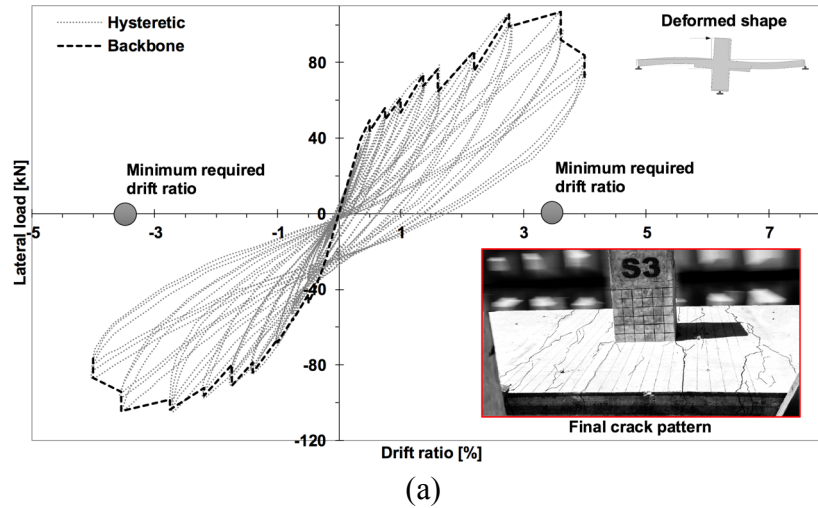 Hysteretic
Backbone
Deformed shape
80
40
0
-40
-80
-120
Lateral load [kN]
Minimum required
drift ratio
Minimum required
drift ratio
-5
-3
-1
1
3
5
7
S3
Final crack pattern
Drift ratio [%]
(a)